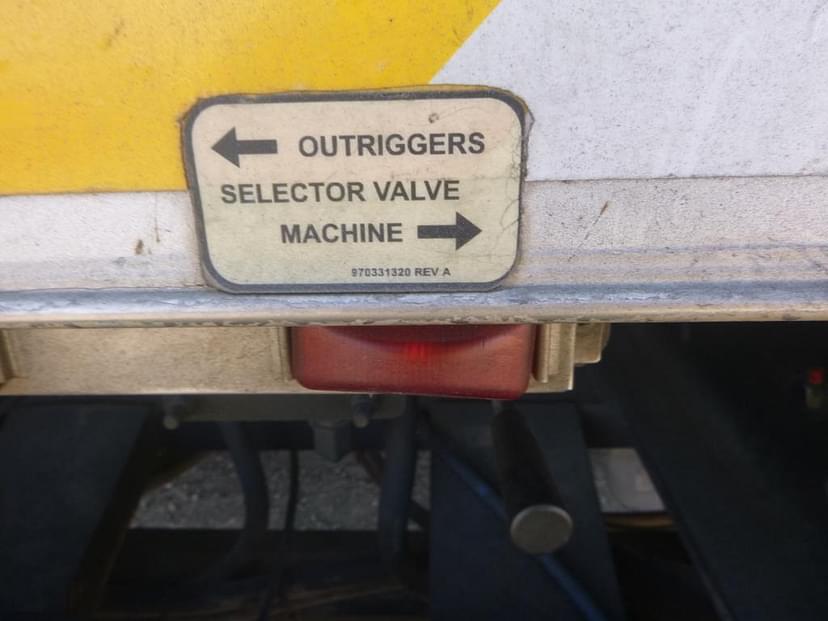 ← OUTRIGGERS
SELECTOR VALVE
MACHINE →
970331320 REV A